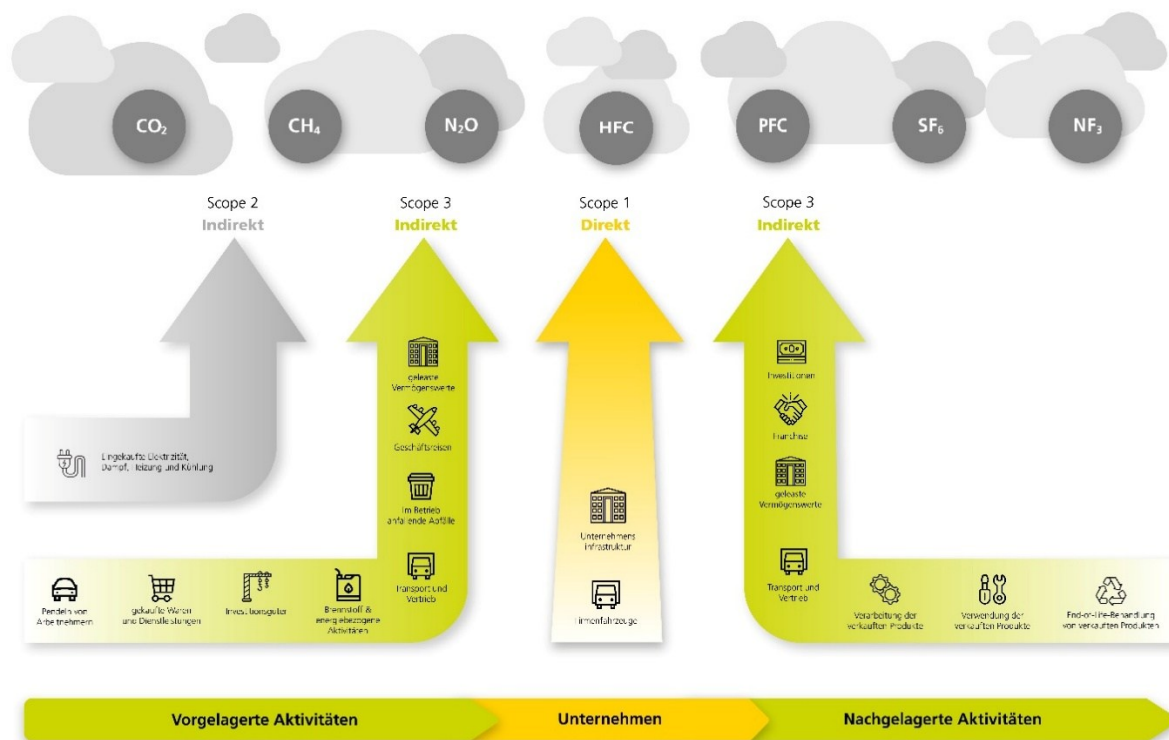 CO₂
CH₄
N₂O
HFC
PFC
SF₆
NF₃
Scope 2
Indirekt
Scope 3
Indirekt
Scope 1
Direkt
Scope 3
Indirekt
Eingekaufte Elektrizität,
Dampf, Heizung und Kühlung
geleaste
Vermögenswerte
Geschäftsreisen
Im Betrieb
anfallende Abfälle
Transport und
Vertrieb
Pendeln von
Arbeitnehmern
gekaufte Waren
und Dienstleistungen
Investitionsgüter
Brennstoff &
energiebezogene
Aktivitäten
Unternehmens
infrastruktur
Firmenfahrzeuge
Investitionen
Franchise
geleaste
Vermögenswerte
Transport und
Vertrieb
Verarbeitung der
verkauften Produkte
Verwendung der
verkauften Produkte
End-of-Life-Behandlung
von verkauften Produkten
Vorgelagerte Aktivitäten
Unternehmen
Nachgelagerte Aktivitäten